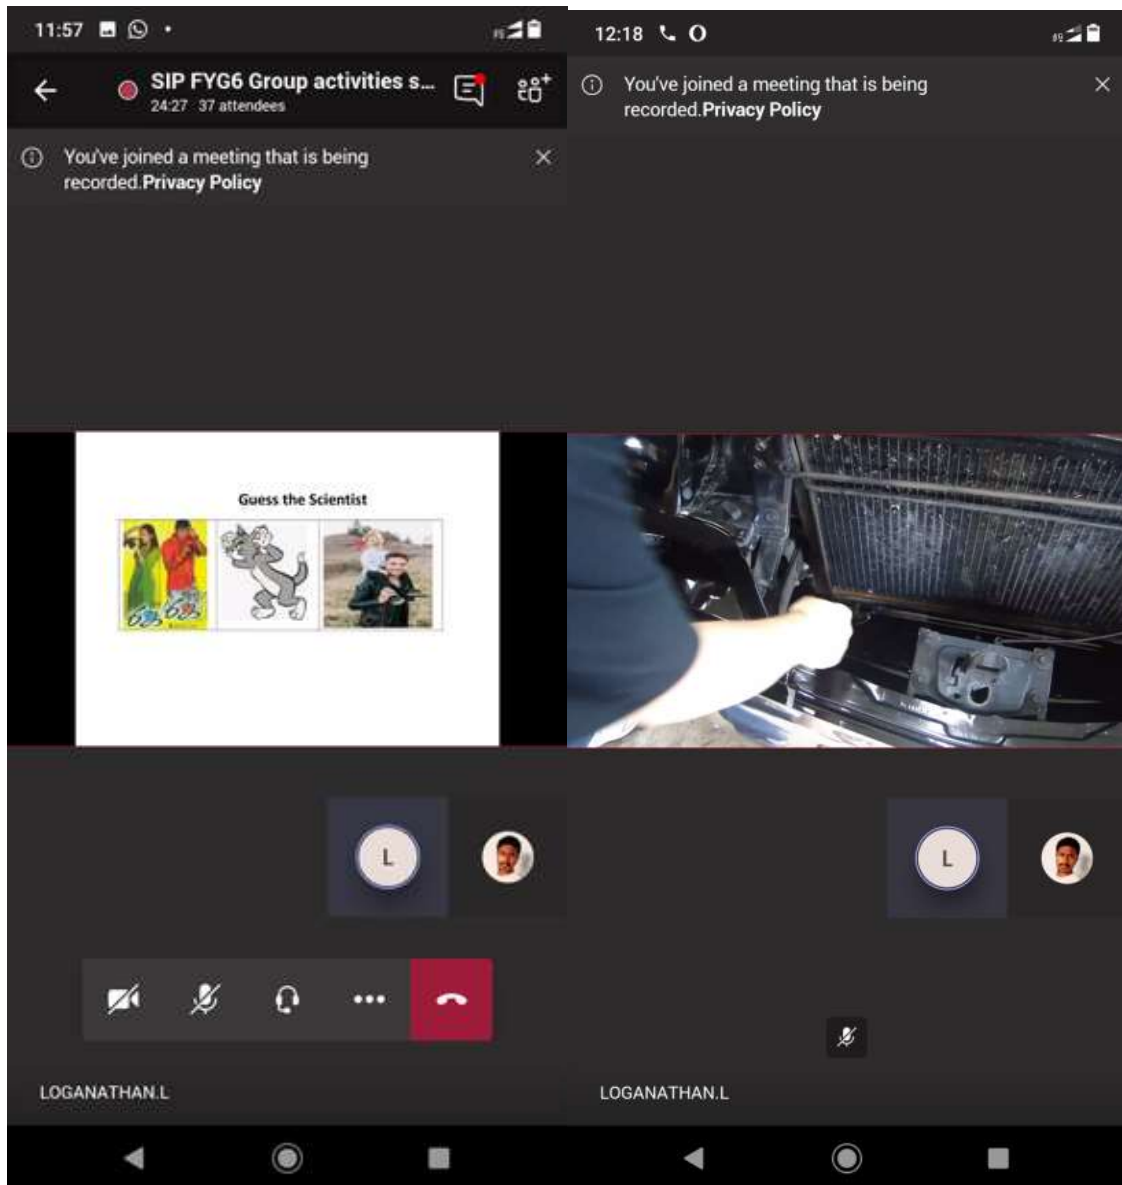 11:57
SIP FYG6 Group activities s...
24:27 37 attendees
You've joined a meeting that is being
recorded.Privacy Policy
Guess the Scientist
L
LOGANATHAN.L
12:18
You've joined a meeting that is being
recorded.Privacy Policy
L
LOGANATHAN.L